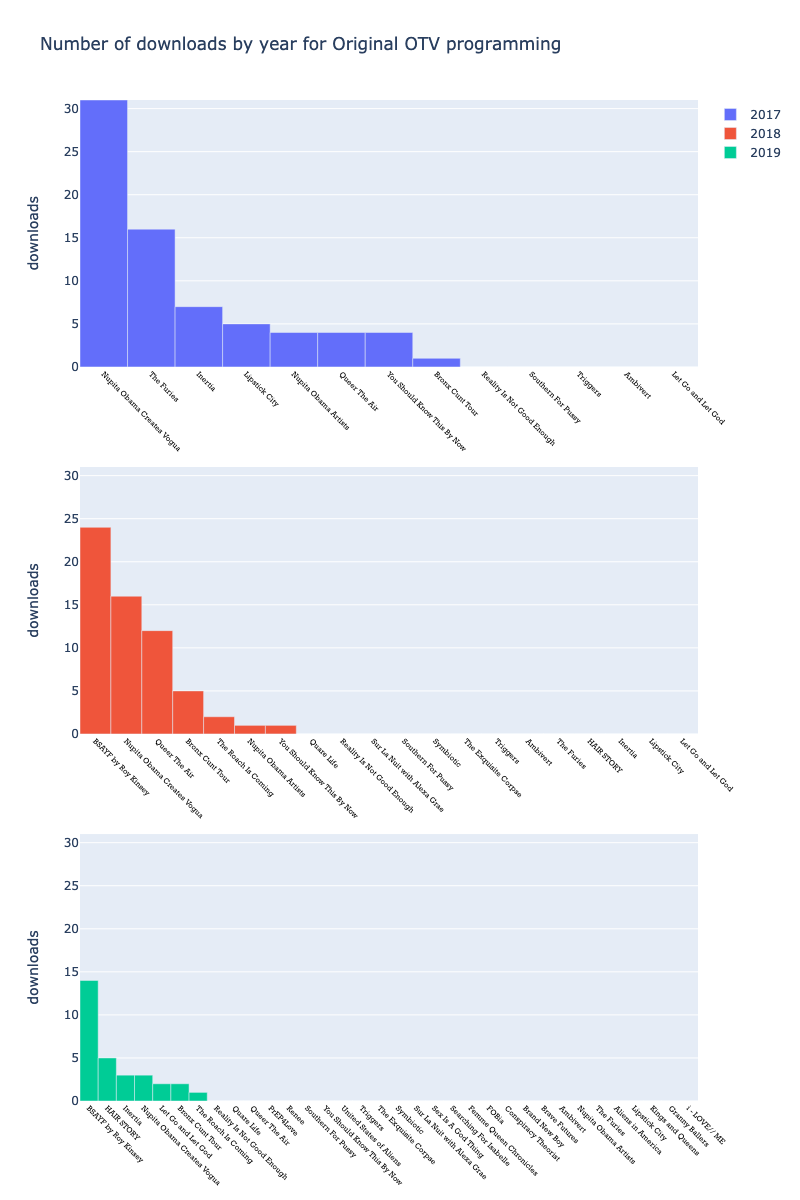 Number of downloads by year for Original OTV programming
2017
2018
2019
downloads
30
25
20
15
10
5
0
Nupita Obama Creates Vogua
The Furies
Inertia
Lipstick City
Nupita Obama Artists
Queer The Air
You Should Know This By Now
Bronx Cunt Tour
Reality Is Not Good Enough
Southern For Pussy
Triggers
Ambivert
Let Go and Let God
downloads
30
25
20
15
10
5
0
BSAYF by Roy Kinsey
Nupita Obama Creates Vogua
Queer The Air
Bronx Cunt Tour
The Roach Is Coming
Nupita Obama Artists
You Should Know This By Now
Quare Life
Reality Is Not Good Enough
Sur La Nuit with Alexa Grae
Southern For Pussy
Symbiotic
The Exquisite Corpse
Triggers
Ambivert
The Furies
HAIR STORY
Inertia
Lipstick City
Let Go and Let God
downloads
30
25
20
15
10
5
0
BSAYF by Roy Kinsey
HAIR STORY
Inertia
Nupita Obama Creates Vogua
Let Go and Let God
Bronx Cunt Tour
The Roach Is Coming
Reality Is Not Good Enough
Quare Life
Queer The Air
PrEP4Love
Renee
Southern For Pussy
You Should Know This By Now
United States of Aliens
Triggers
The Exquisite Corpse
Symbiotic
Sur La Nuit with Alexa Grae
Sex Is A Good Thing
Searching For Isabelle
Femme Queen Chronicles
FOBia
Conspiracy Theorist
Brand New Boy
Brave Futures
Ambivert
Nupita Obama Artists
The Furies
Aliens in America
Lipstick City
Kings and Queens
Granny Ballers
I - LOVE// ME